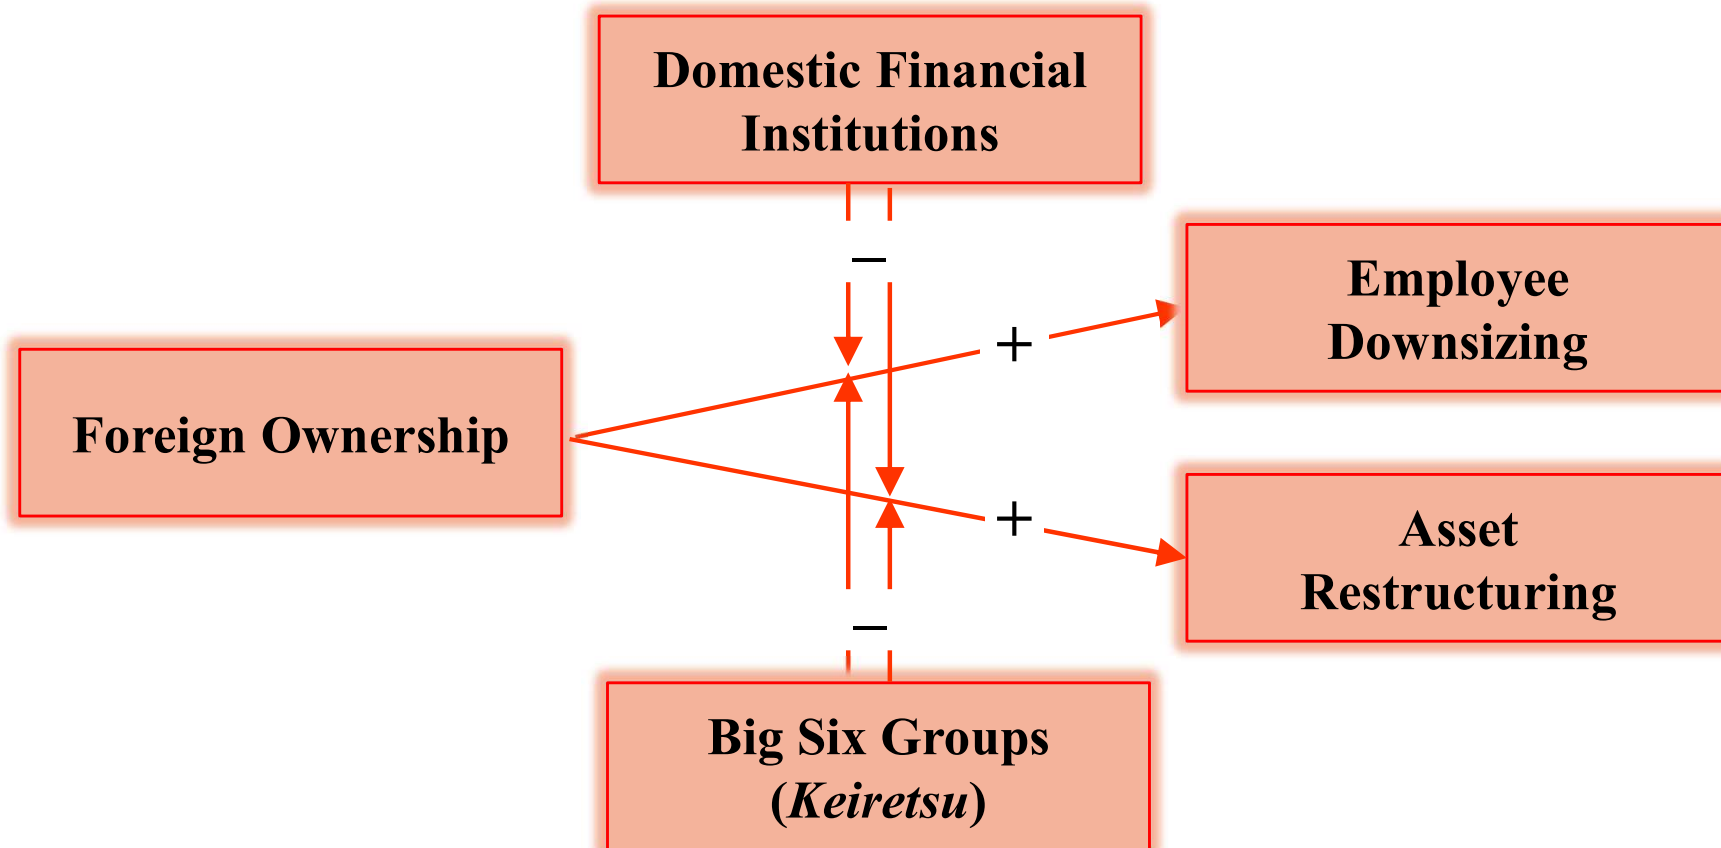 Domestic Financial
Institutions
–
Employee
Downsizing
+
Foreign Ownership
+
Asset
Restructuring
–
Big Six Groups
(Keiretsu)